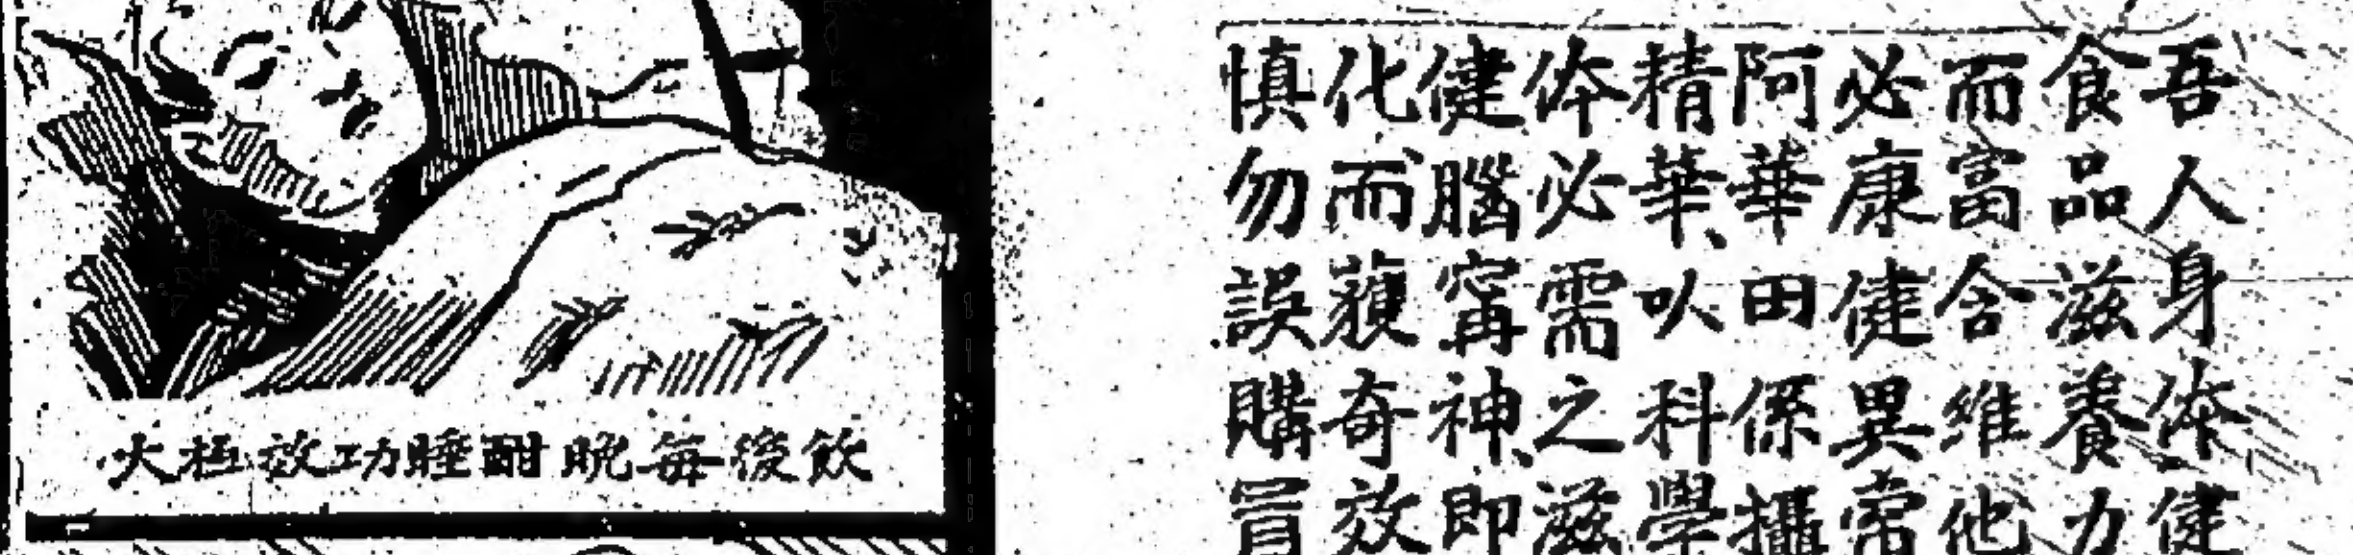 吾人身体健
食品滋養力
而富含維他
必康健異常
阿華田係攝
精華、以科學
体必需之滋
健腦甯神、即
化而獲奇效
慎勿誤購冒
飲後每晚酣睡功效極大